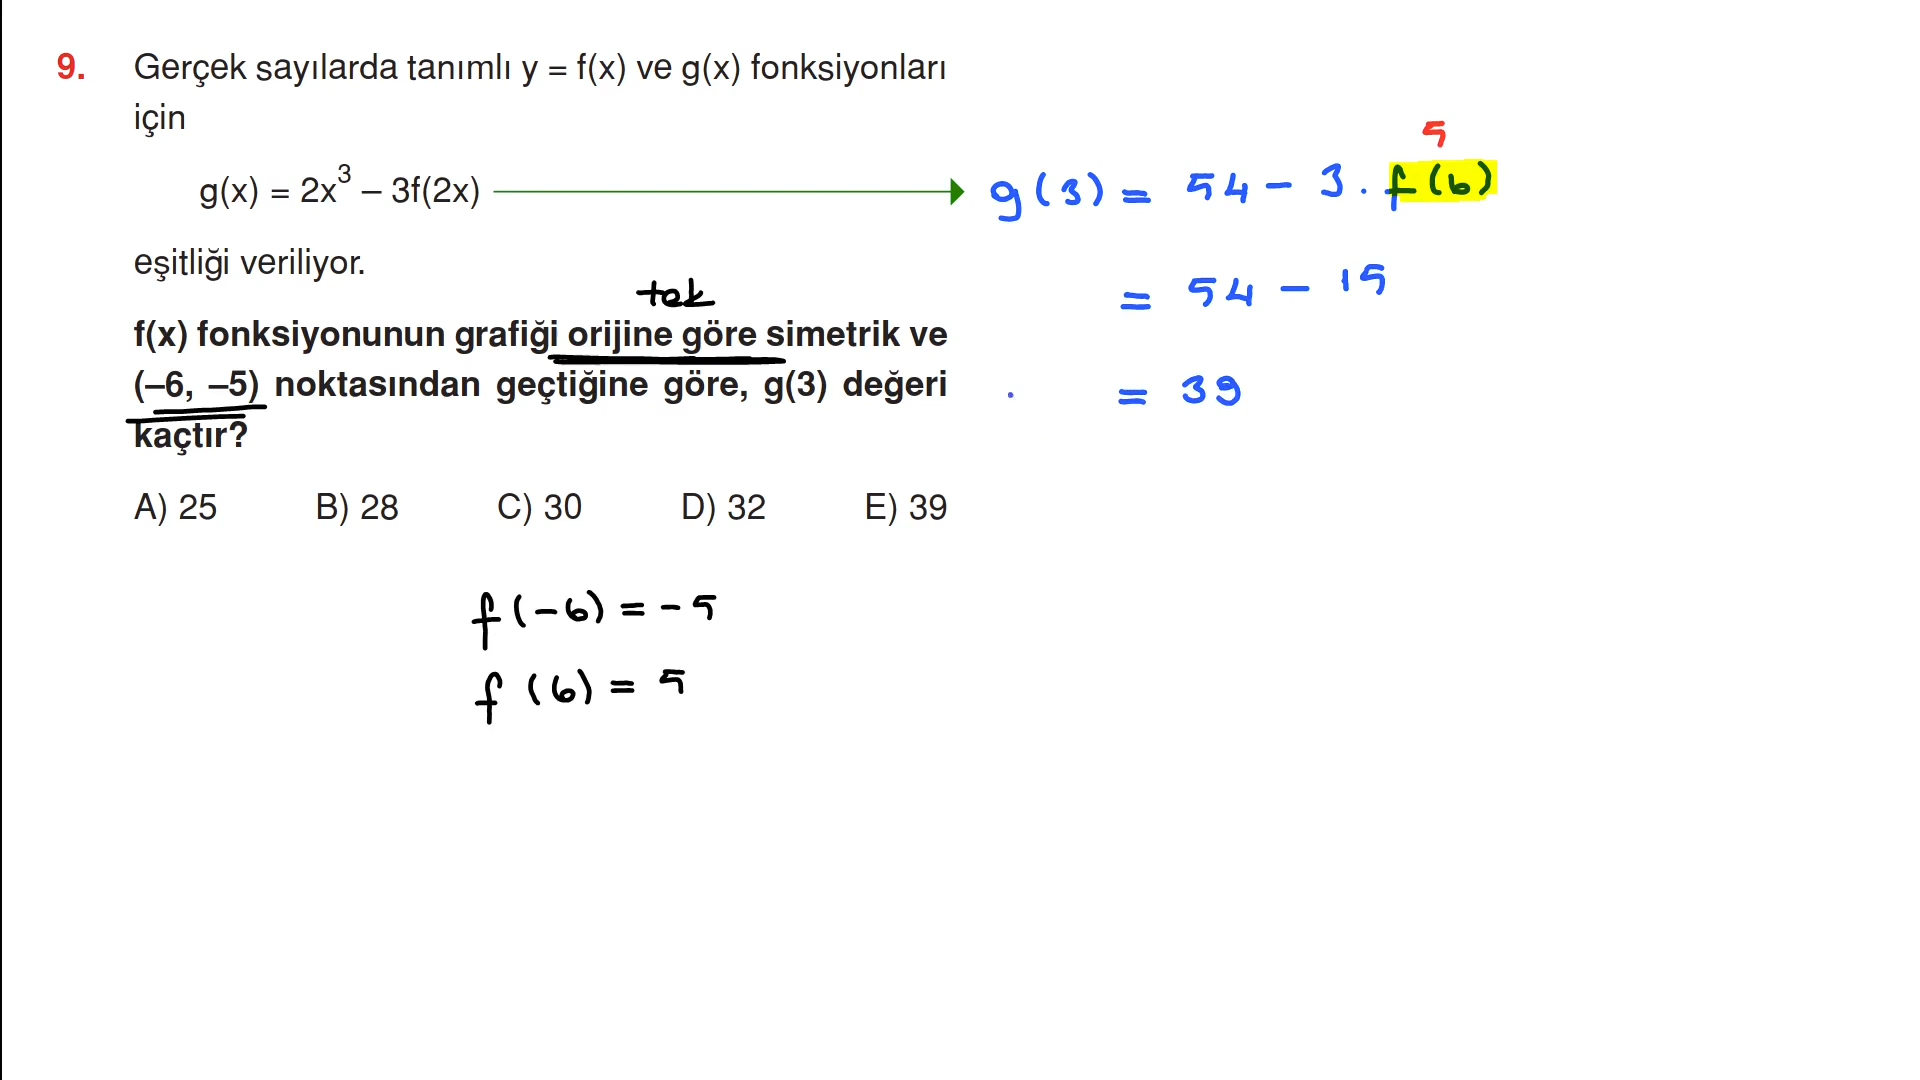 9. Gerçek sayılarda tanımlı y = f(x) ve g(x) fonksiyonları
için
g(x) = 2x³ – 3f(2x)
eşitliği veriliyor.
tek
f(x) fonksiyonunun grafiği orijine göre simetrik ve
(–6, –5) noktasından geçtiğine göre, g(3) değeri
kaçtır?
A) 25 B) 28 C) 30 D) 32 E) 39
f(-6) = -5
f(6) = 5
5
g(3) = 54 - 3 . f(6)
= 54 - 15
= 39